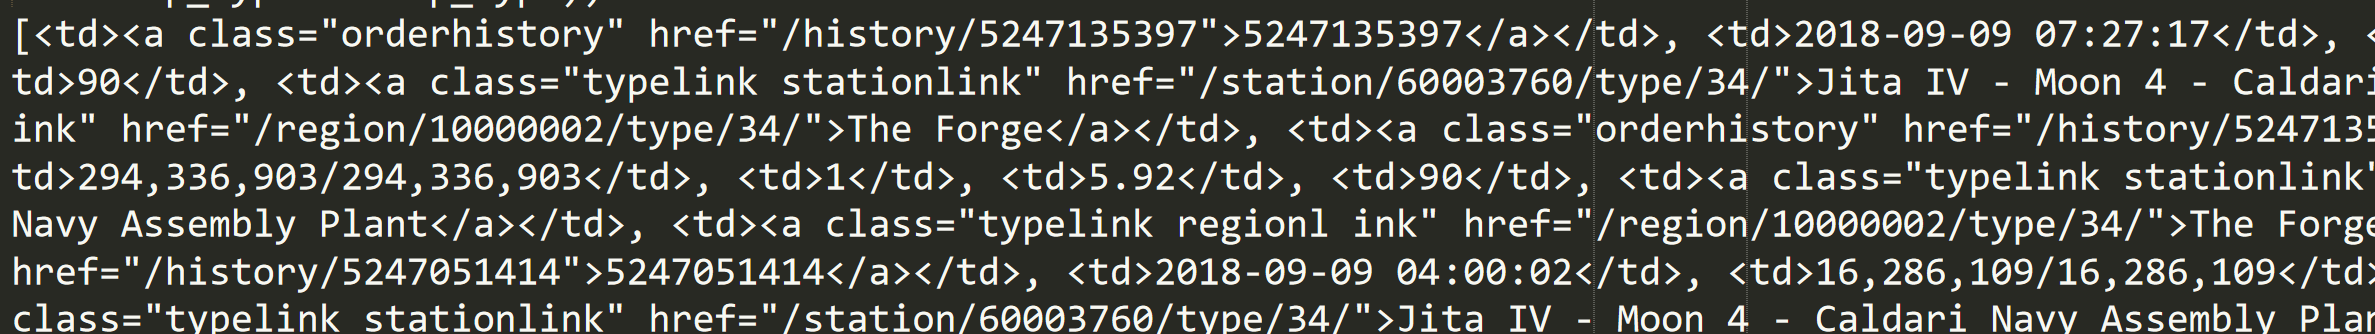 [<td><a class="orderhistory" href="/history/5247135397">5247135397</a></td>, <td>2018-09-09 07:27:17</td>, <
td>90</td>, <td><a class="typelink stationlink" href="/station/60003760/type/34/">Jita IV - Moon 4 - Caldari
ink" href="/region/10000002/type/34/">The Forge</a></td>, <td><a class="orderhistory" href="/history/5247135
td>294,336,903/294,336,903</td>, <td>1</td>, <td>5.92</td>, <td>90</td>, <td><a class="typelink stationlink"
Navy Assembly Plant</a></td>, <td><a class="typelink regionl ink" href="/region/10000002/type/34/">The Forge
href="/history/5247051414">5247051414</a></td>, <td>2018-09-09 04:00:02</td>, <td>16,286,109/16,286,109</td>
class="typelink stationlink" href="/station/60003760/type/34/">Jita IV - Moon 4 - Caldari Navy Assembly Plan